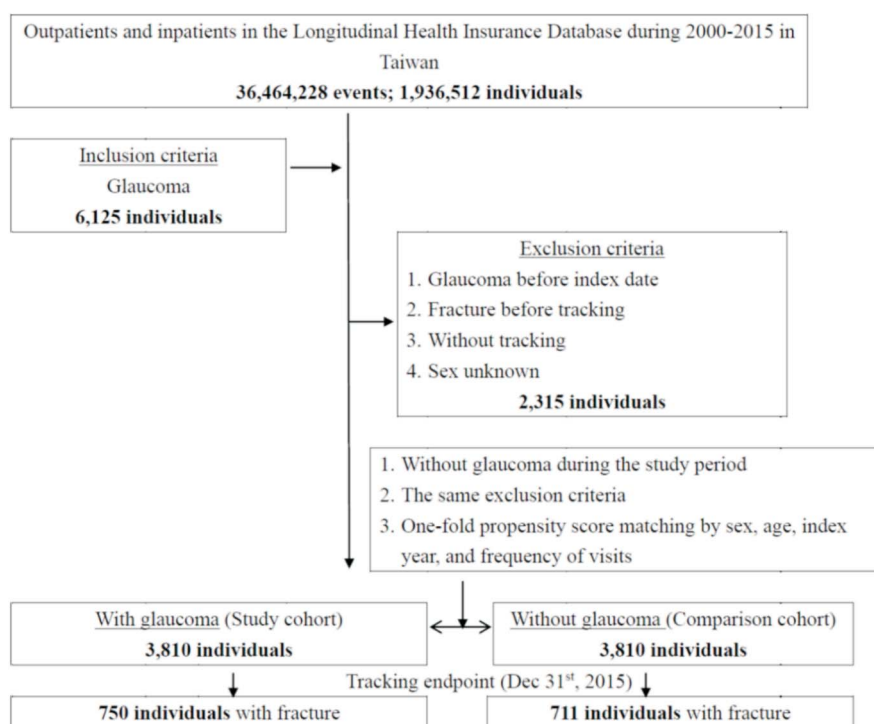 Outpatients and inpatients in the Longitudinal Health Insurance Database during 2000-2015 in
Taiwan
36,464,228 events; 1,936,512 individuals
Inclusion criteria
Glaucoma
6,125 individuals
Exclusion criteria
1. Glaucoma before index date
2. Fracture before tracking
3. Without tracking
4. Sex unknown
2,315 individuals
1. Without glaucoma during the study period
2. The same exclusion criteria
3. One-fold propensity score matching by sex, age, index
year, and frequency of visits
With glaucoma (Study cohort)
3,810 individuals
Without glaucoma (Comparison cohort)
3,810 individuals
Tracking endpoint (Dec 31st, 2015)
750 individuals with fracture
711 individuals with fracture